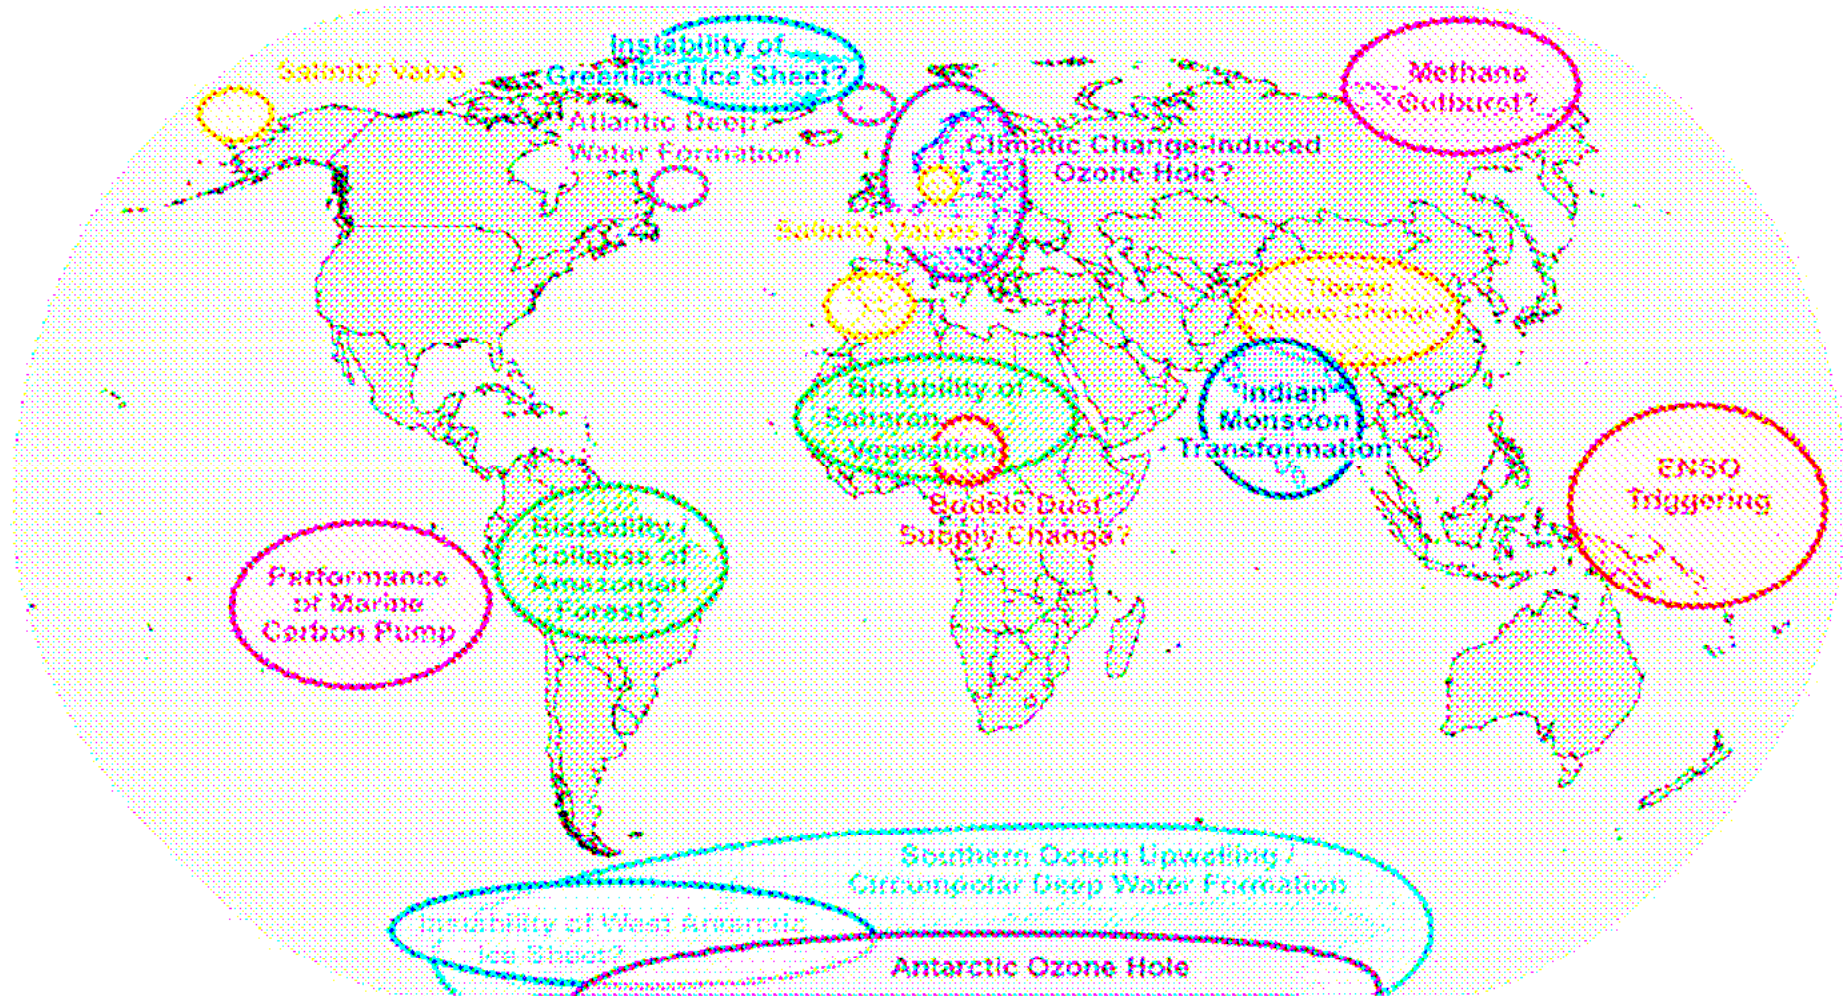 Instability of
Greenland Ice Sheet?
Salinity Valve
Methane
Outburst?
Atlantic Deep
Water Formation
Climatic Change-Induced
Ozone Hole?
Salinity Valves
Bistability of
Saharan
Vegetation
Indian
Monsoon
Transformation
ENSO
Triggering
Bodele Dust
Supply Change?
Bistability /
Collapse of
Amazonian
Forest?
Performance
of Marine
Carbon Pump
Southern Ocean Upwelling /
Circumpolar Deep Water Formation
Instability of West Antarctic
Ice Sheet?
Antarctic Ozone Hole